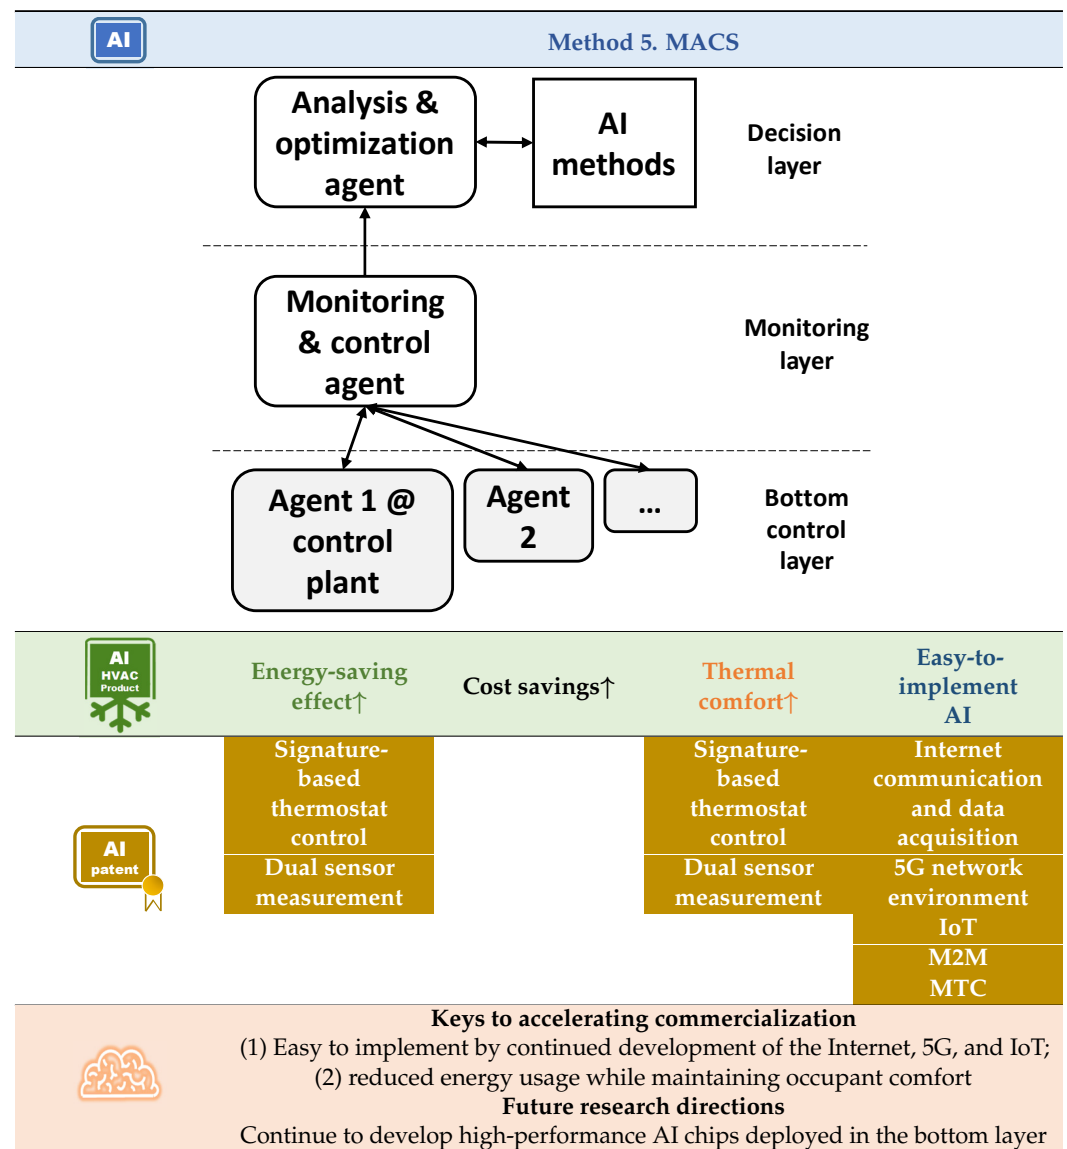 AI
Method 5. MACS
Analysis &
optimization
agent
AI
methods
Decision
layer
Monitoring
& control
agent
Monitoring
layer
Agent 1 @
control
plant
Agent
2
...
Bottom
control
layer
AI
HVAC
Product
Energy-saving
effect↑
Cost savings↑
Thermal
comfort↑
Easy-to-
implement
AI
AI
patent
Signature-
based
thermostat
control
Dual sensor
measurement
Signature-
based
thermostat
control
Dual sensor
measurement
Internet
communication
and data
acquisition
5G network
environment
IoT
M2M
MTC
Keys to accelerating commercialization
(1) Easy to implement by continued development of the Internet, 5G, and IoT;
(2) reduced energy usage while maintaining occupant comfort
Future research directions
Continue to develop high-performance AI chips deployed in the bottom layer